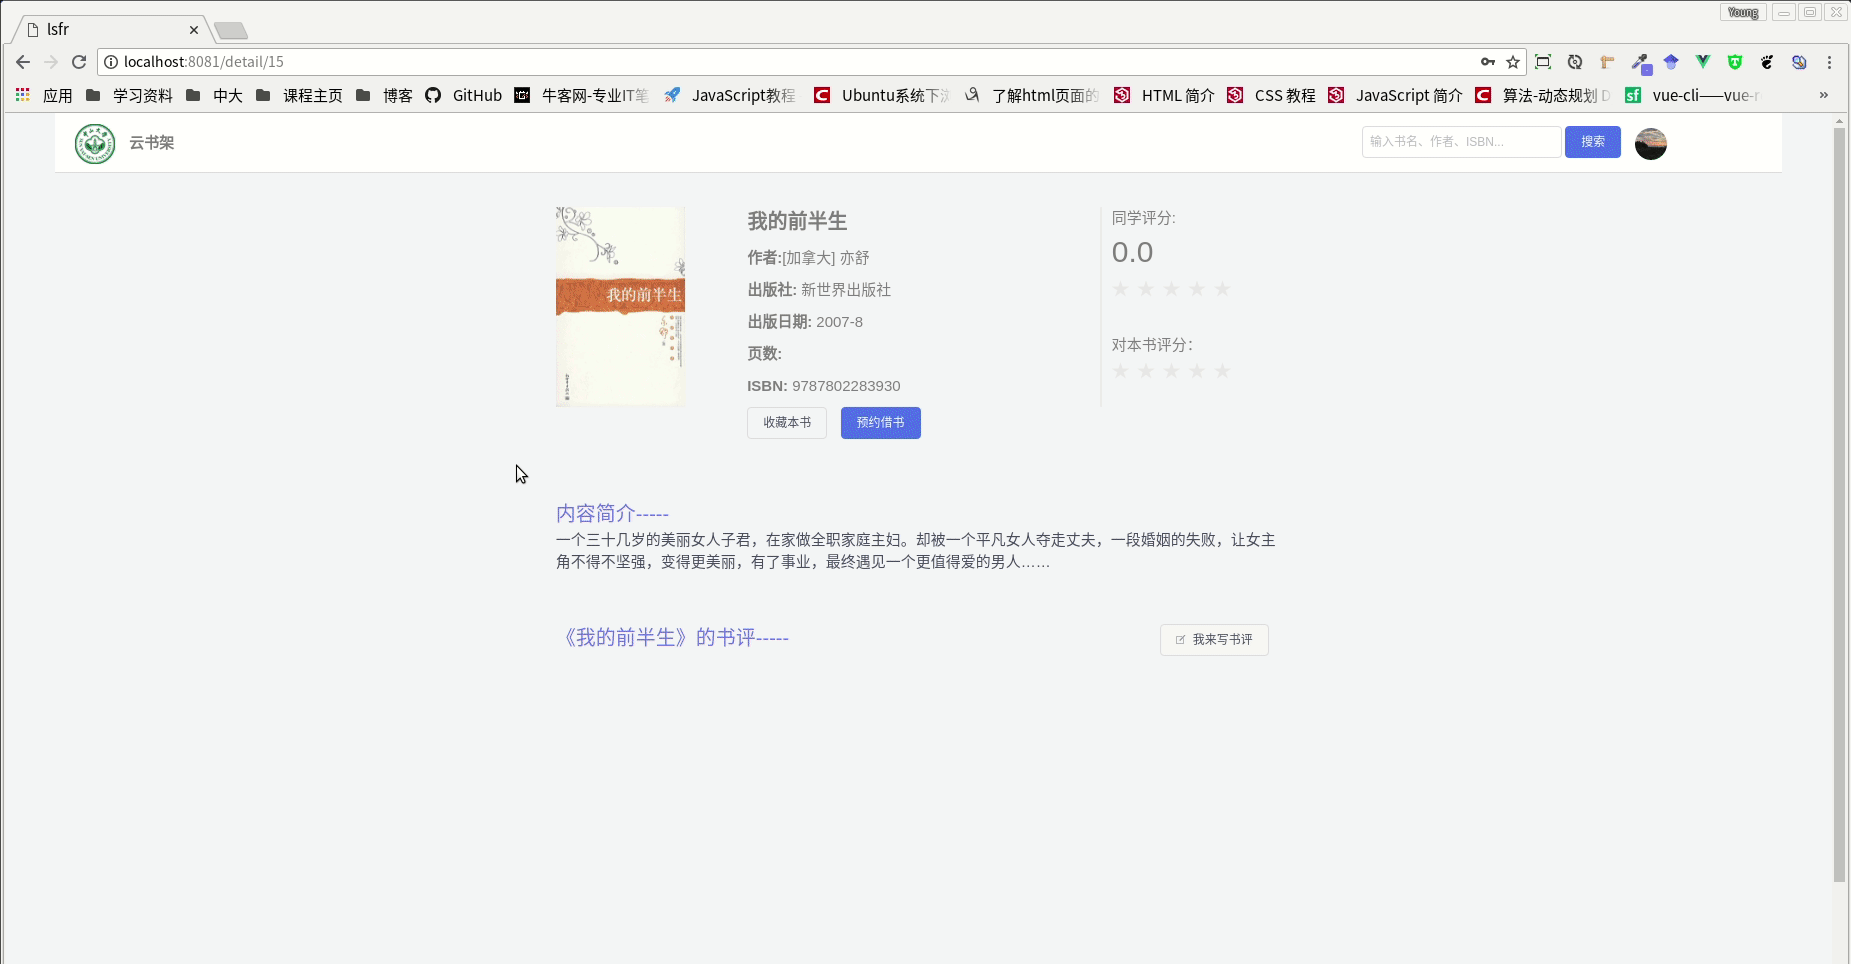 Young
lsfr
localhost:8081/detail/15
应用 学习资料 中大 课程主页 博客 GitHub 牛客网-专业IT笔 JavaScript教程 Ubuntu系统下 了解html页面的 HTML 简介 CSS 教程 JavaScript 简介 算法-动态规划 D vue-cli——vue-r »
云书架
输入书名、作者、ISBN... 搜索
我的前半生
我的前半生
作者:[加拿大] 亦舒
出版社: 新世界出版社
出版日期: 2007-8
页数:
ISBN: 9787802283930
收藏本书 预约借书
同学评分:
0.0
对本书评分：
内容简介-----
一个三十几岁的美丽女人子君，在家做全职家庭主妇。却被一个平凡女人夺走丈夫，一段婚姻的失败，让女主
角不得不坚强，变得更美丽，有了事业，最终遇见一个更值得爱的男人……
《我的前半生》的书评-----
我来写书评